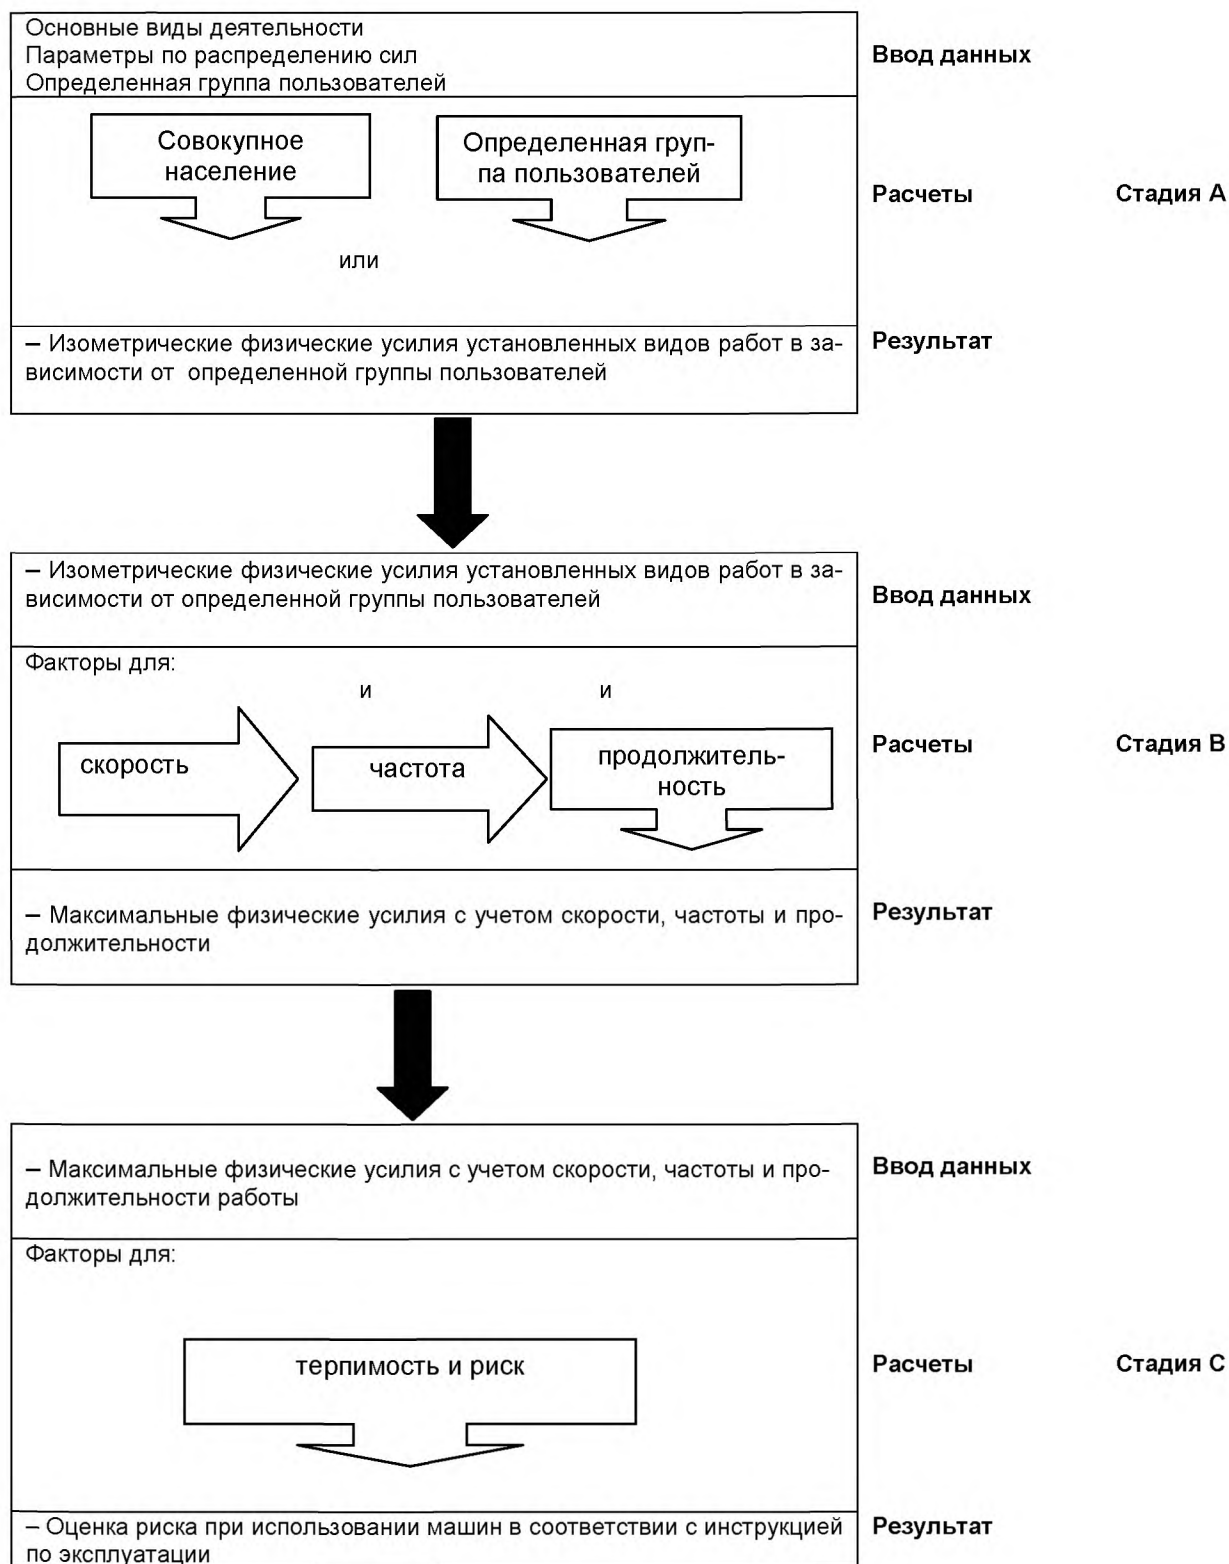 Основные виды деятельности
Параметры по распределению сил
Определенная группа пользователей
Ввод данных
Совокупное
население
Определенная груп-
па пользователей
или
Расчеты
Стадия A
– Изометрические физические усилия установленных видов работ в за-
висимости от определенной группы пользователей
Результат
– Изометрические физические усилия установленных видов работ в за-
висимости от определенной группы пользователей
Ввод данных
Факторы для:
и
и
скорость
частота
продолжитель-
ность
Расчеты
Стадия B
– Максимальные физические усилия с учетом скорости, частоты и про-
должительности
Результат
– Максимальные физические усилия с учетом скорости, частоты и про-
должительности работы
Ввод данных
Факторы для:
терпимость и риск
Расчеты
Стадия C
– Оценка риска при использовании машин в соответствии с инструкцией
по эксплуатации
Результат